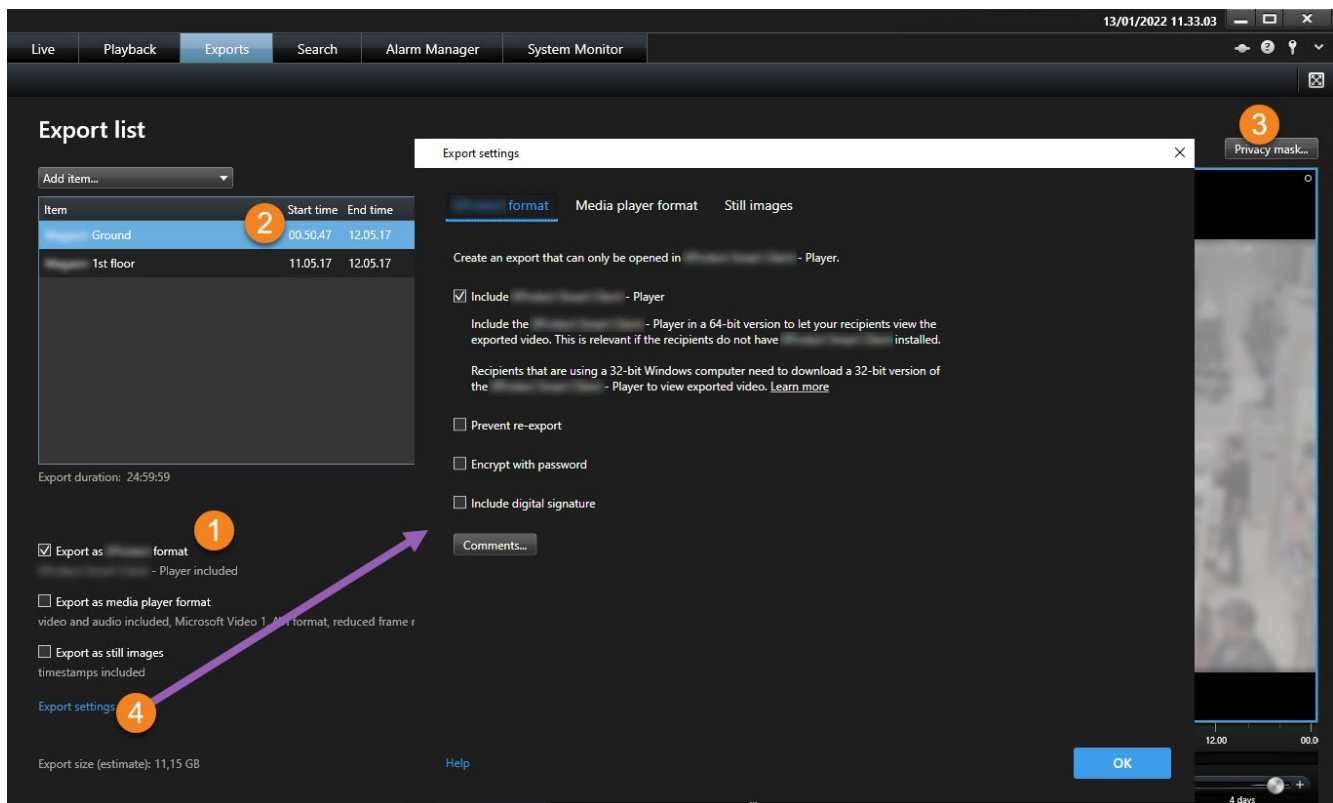 13/01/2022 11.33.03
Live Playback Exports Search Alarm Manager System Monitor
Export list
3
Privacy mask...
Add item...
Item Start time End time
2
Ground 00.50.47 12.05.17
1st floor 11.05.17 12.05.17
Export duration: 24:59:59
1
Export as format
- Player included
Export as media player format
video and audio included, Microsoft Video 1, format, reduced frame r
Export as still images
timestamps included
Export settings
4
Export size (estimate): 11,15 GB
Export settings
format Media player format Still images
Create an export that can only be opened in - Player.
Include - Player
Include the - Player in a 64-bit version to let your recipients view the
exported video. This is relevant if the recipients do not have installed.
Recipients that are using a 32-bit Windows computer need to download a 32-bit version of
the - Player to view exported video. Learn more
Prevent re-export
Encrypt with password
Include digital signature
Comments...
Help
OK
12.00 00.0
4 days